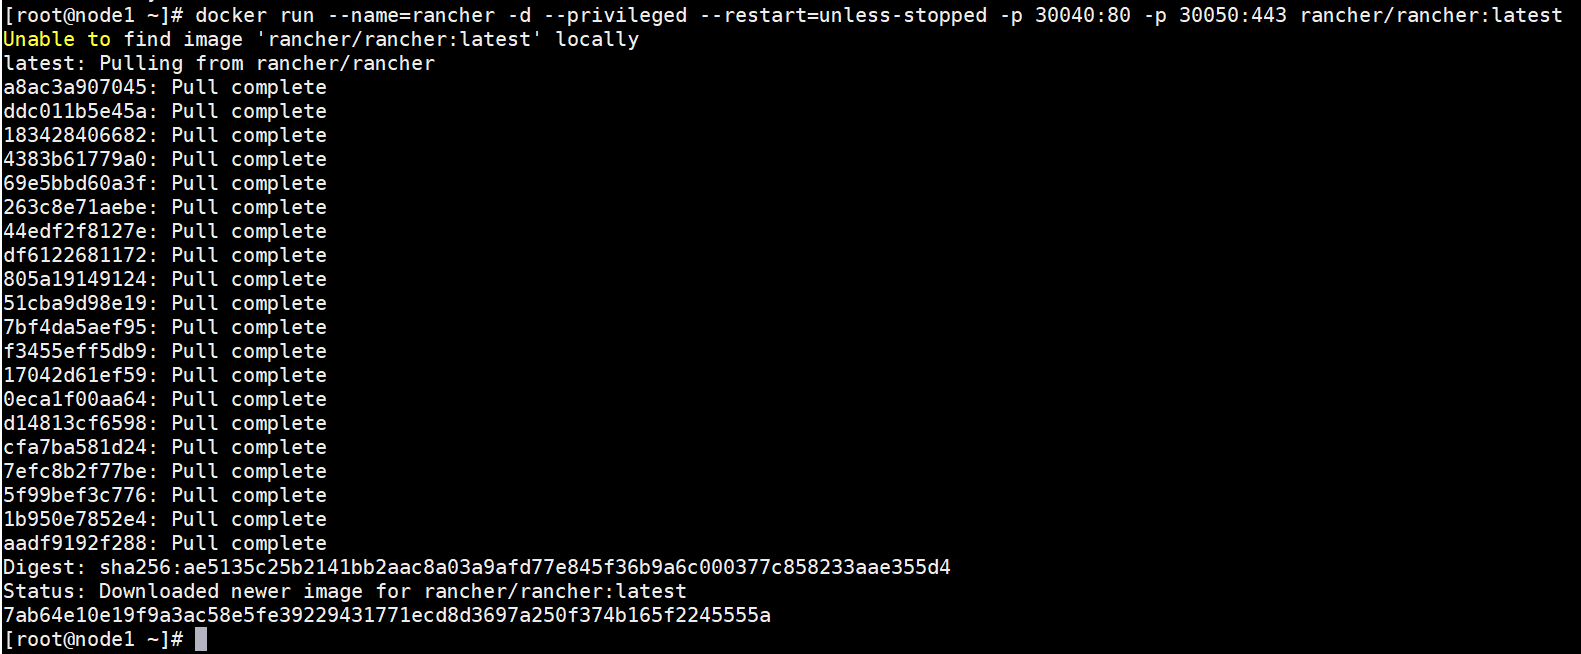 [root@node1 ~]# docker run --name=rancher -d --privileged --restart=unless-stopped -p 30040:80 -p 30050:443 rancher/rancher:latest
Unable to find image 'rancher/rancher:latest' locally
latest: Pulling from rancher/rancher
a8ac3a907045: Pull complete
ddc011b5e45a: Pull complete
183428406682: Pull complete
4383b61779a0: Pull complete
69e5bbd60a3f: Pull complete
263c8e71aebe: Pull complete
44edf2f8127e: Pull complete
df6122681172: Pull complete
805a19149124: Pull complete
51cba9d98e19: Pull complete
7bf4da5aef95: Pull complete
f3455eff5db9: Pull complete
17042d61ef59: Pull complete
0eca1f00aa64: Pull complete
d14813cf6598: Pull complete
cfa7ba581d24: Pull complete
7efc8b2f77be: Pull complete
5f99bef3c776: Pull complete
1b950e7852e4: Pull complete
aadf9192f288: Pull complete
Digest: sha256:ae5135c25b2141bb2aac8a03a9afd77e845f36b9a6c000377c858233aae355d4
Status: Downloaded newer image for rancher/rancher:latest
7ab64e10e19f9a3ac58e5fe39229431771ecd8d3697a250f374b165f2245555a
[root@node1 ~]#